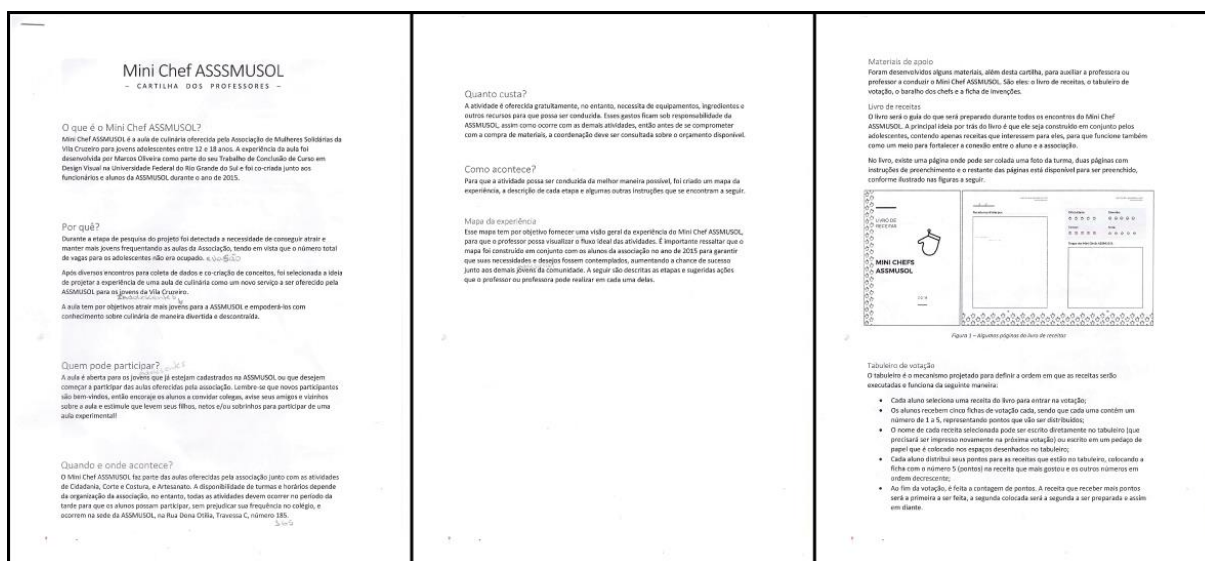 Mini Chef ASSSMUSOL
– CARTILHA DOS PROFESSORES –
O que é o Mini Chef ASSMUSOL?
Mini Chef ASSMUSOL é a aula de culinária oferecida pela Associação de Mulheres Solidárias da
Vila Cruzeiro para jovens adolescentes entre 12 e 18 anos. A experiência da aula foi
desenvolvida por Marcos Oliveira como parte do seu Trabalho de Conclusão de Curso em
Design Visual na Universidade Federal do Rio Grande do Sul e foi co-criada junto aos
funcionários e alunos da ASSMUSOL durante o ano de 2015.
Por quê?
Durante a etapa de pesquisa do projeto foi detectada a necessidade de conseguir atrair e
manter mais jovens frequentando as aulas da Associação, tendo em vista que o número total
de vagas para os adolescentes não era ocupado. evasão
Após diversos encontros para coleta de dados e co-criação de conceitos, foi selecionada a ideia
de projetar a experiência de uma aula de culinária como um novo serviço a ser oferecido pela
ASSMUSOL para os jovens da Vila Cruzeiro.
A aula tem por objetivos atrair mais jovens para a ASSMUSOL e empoderá-los com
conhecimento sobre culinária de maneira divertida e descontraída.
Quem pode participar?
A aula é aberta para os jovens que já estejam cadastrados na ASSMUSOL ou que desejem
começar a participar das aulas oferecidas pela associação. Lembre-se que novos participantes
são bem-vindos, então encoraje os alunos a convidar colegas, avise seus amigos e vizinhos
sobre a aula e estimule que levem seus filhos, netos e/ou sobrinhos para participar de uma
aula experimental!
Quando e onde acontece?
O Mini Chef ASSMUSOL faz parte das aulas oferecidas pela associação junto com as atividades
de Cidadania, Corte e Costura, e Artesanato. A disponibilidade de turmas e horários depende
da organização da associação, no entanto, todas as atividades devem ocorrer no período da
tarde para que os alunos possam participar, sem prejudicar sua frequência no colégio, e
ocorrem na sede da ASSMUSOL, na Rua Dona Otília, Travessa C, número 185.
Quanto custa?
A atividade é oferecida gratuitamente, no entanto, necessita de equipamentos, ingredientes e
outros recursos para que possa ser conduzida. Esses gastos ficam sob responsabilidade da
ASSMUSOL, assim como ocorre com as demais atividades, então antes de se comprometer
com a compra de materiais, a coordenação deve ser consultada sobre o orçamento disponível.
Como acontece?
Para que a atividade possa ser conduzida da melhor maneira possível, foi criado um mapa da
experiência, a descrição de cada etapa e algumas outras instruções que se encontram a seguir.
Mapa da experiência
Esse mapa tem por objetivo fornecer uma visão geral da experiência do Mini Chef ASSMUSOL,
para que o professor possa visualizar o fluxo ideal das atividades. É importante ressaltar que o
mapa foi construído em conjunto com os alunos da associação no ano de 2015 para garantir
que suas necessidades e desejos fossem contemplados, aumentando a chance de sucesso
junto aos demais jovens da comunidade. A seguir são descritas as etapas e sugeridas ações
que o professor ou professora pode realizar em cada uma delas.
Materiais de apoio
Foram desenvolvidos alguns materiais, além desta cartilha, para auxiliar a professora ou
professor a conduzir o Mini Chef ASSMUSOL. São eles: o livro de receitas, o tabuleiro de
votação, o baralho dos chefs e a ficha de invenções.
Livro de receitas
O livro será o guia do que será preparado durante todos os encontros do Mini Chef
ASSMUSOL. A principal ideia por trás do livro é que ele seja construído em conjunto pelos
adolescentes, contendo apenas receitas que interessem para eles, para que funcione também
como um meio para fortalecer a conexão entre o aluno e a associação.
No livro, existe uma página onde pode ser colada uma foto da turma, duas páginas com
instruções de preenchimento e o restante das páginas está disponível para ser preenchido,
conforme ilustrado nas figuras a seguir.
LIVRO DE
RECEITAS
MINI CHEFS
ASSMUSOL
Figura 1 – Algumas páginas do livro de receitas
Tabuleiro de votação
O tabuleiro é o mecanismo projetado para definir a ordem em que as receitas serão
executadas e funciona da seguinte maneira:
• Cada aluno seleciona uma receita do livro para entrar na votação;
• Os alunos recebem cinco fichas de votação cada, sendo que cada uma contém um
número de 1 a 5, representando pontos que vão ser distribuídos;
• O nome de cada receita selecionada pode ser escrito diretamente no tabuleiro (que
precisará ser impresso novamente na próxima votação) ou escrito em um pedaço de
papel que é colocado nos espaços desenhados no tabuleiro;
• Cada aluno distribui seus pontos para as receitas que estão no tabuleiro, colocando a
ficha com o número 5 (pontos) na receita que mais gostou e os outros números em
ordem decrescente;
• Ao fim da votação, é feita a contagem de pontos. A receita que receber mais pontos
será a primeira a ser feita, a segunda colocada será a segunda a ser preparada e assim
em diante.